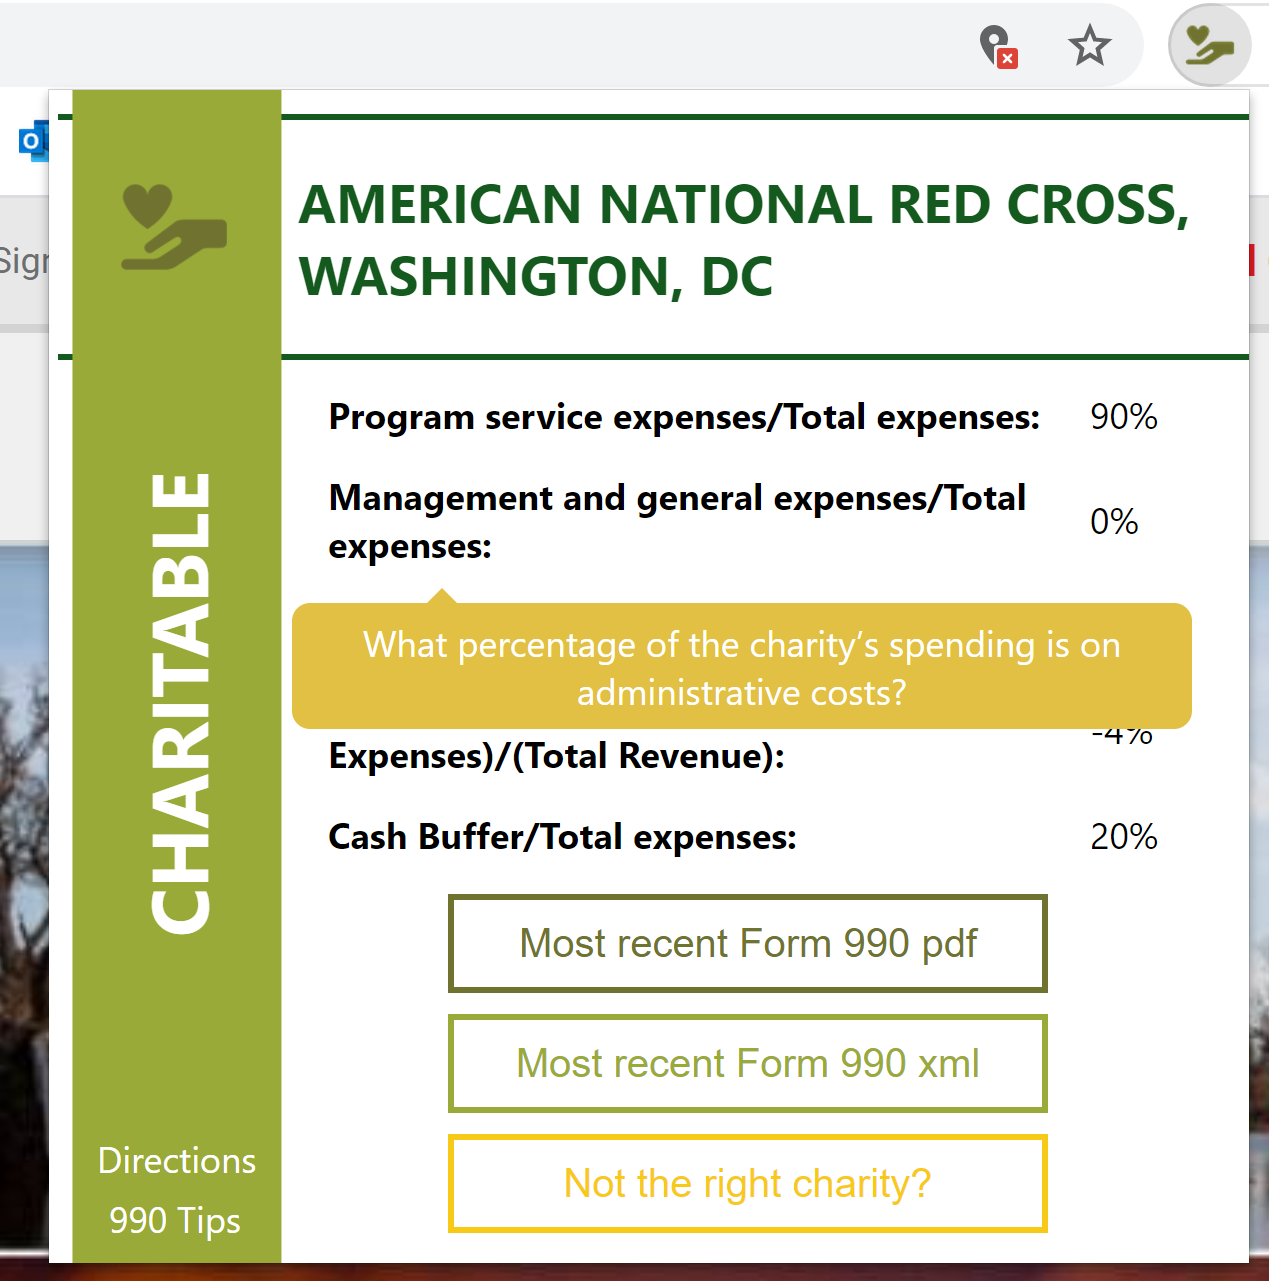 AMERICAN NATIONAL RED CROSS,
WASHINGTON, DC
Program service expenses/Total expenses: 90%
Management and general expenses/Total
expenses: 0%
What percentage of the charity’s spending is on
administrative costs?
-4%
Expenses)/(Total Revenue):
Cash Buffer/Total expenses: 20%
Most recent Form 990 pdf
Most recent Form 990 xml
Not the right charity?
CHARITABLE
Directions
990 Tips